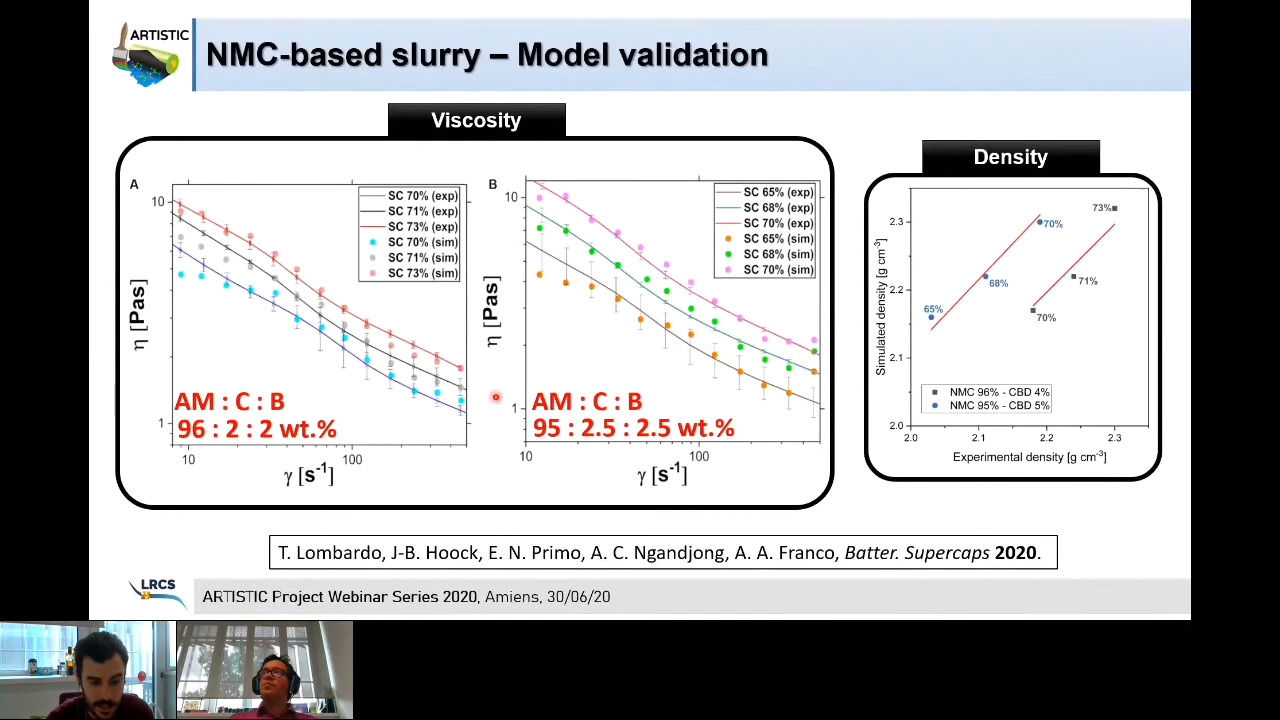 ARTISTIC
NMC-based slurry – Model validation
Viscosity
A
SC 70% (exp)
SC 71% (exp)
SC 73% (exp)
SC 70% (sim)
SC 71% (sim)
SC 73% (sim)
10
1
η [Pas]
AM : C : B
96 : 2 : 2 wt.%
10
100
γ [s⁻¹]
B
SC 65% (exp)
SC 68% (exp)
SC 70% (exp)
SC 65% (sim)
SC 68% (sim)
SC 70% (sim)
10
1
η [Pas]
AM : C : B
95 : 2.5 : 2.5 wt.%
10
100
γ [s⁻¹]
Density
2.3
2.2
2.1
2.0
Simulated density [g cm⁻³]
73%
70%
68%
71%
65%
70%
NMC 96% - CBD 4%
NMC 95% - CBD 5%
2.0
2.1
2.2
2.3
Experimental density [g cm⁻³]
T. Lombardo, J-B. Hoock, E. N. Primo, A. C. Ngandjong, A. A. Franco, Batter. Supercaps 2020.
LRCS
ARTISTIC Project Webinar Series 2020, Amiens, 30/06/20